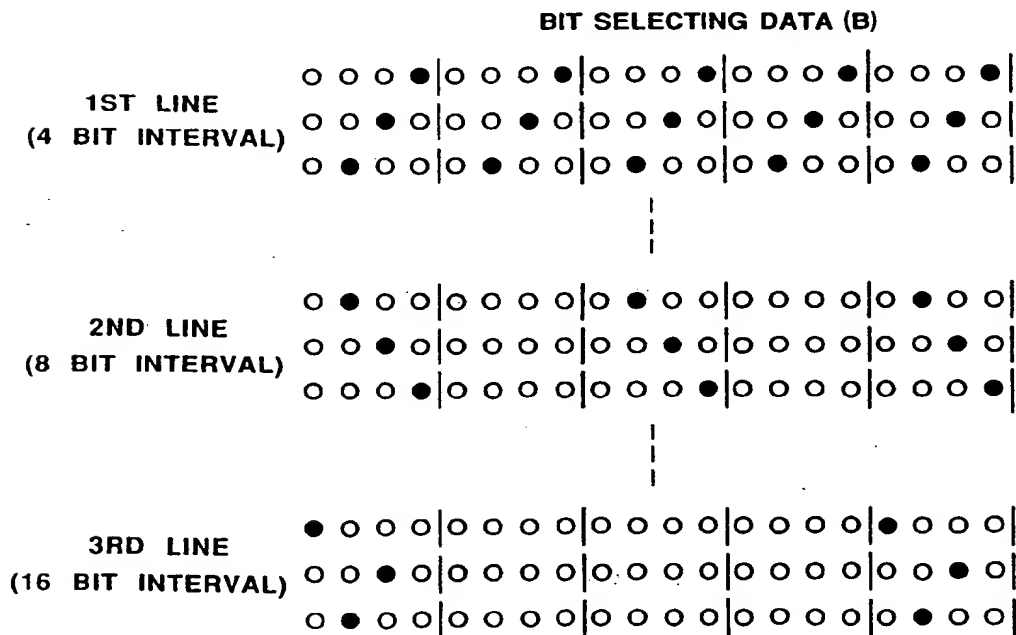 BIT SELECTING DATA (B)
1ST LINE
(4 BIT INTERVAL)
2ND LINE
(8 BIT INTERVAL)
3RD LINE
(16 BIT INTERVAL)